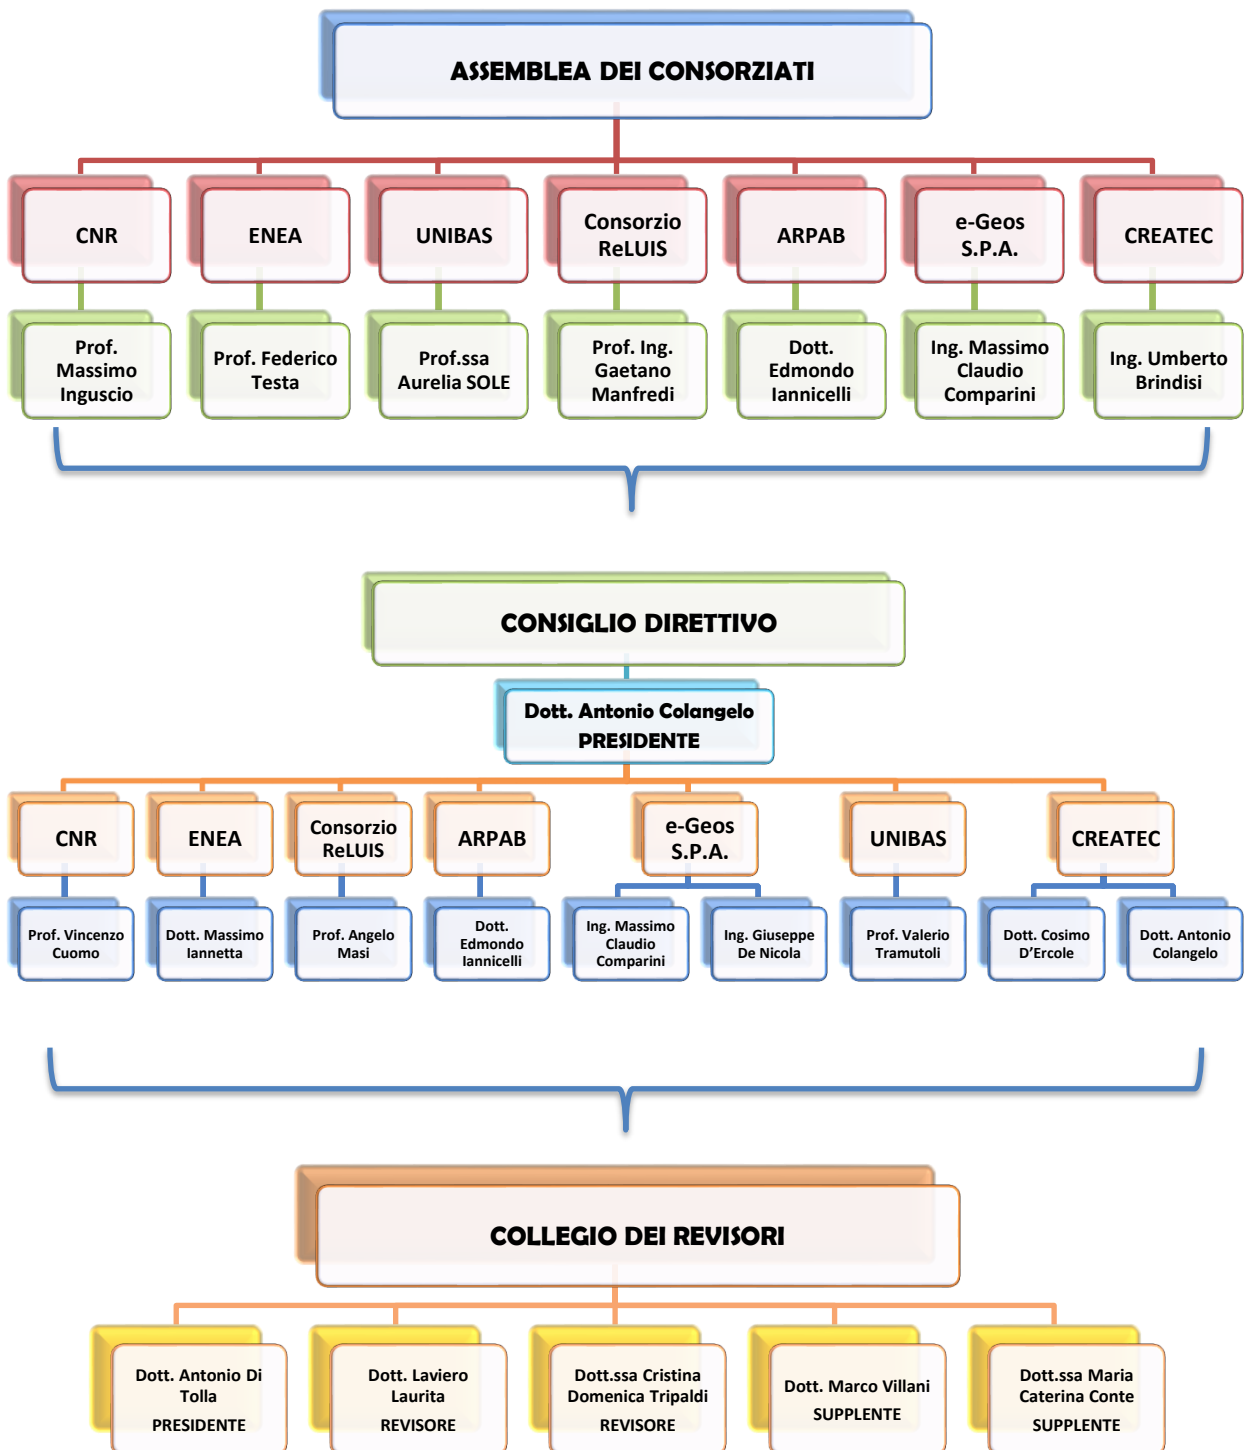 ASSEMBLEA DEI CONSORZIATI
CNR
ENEA
UNIBAS
Consorzio
ReLUIS
ARPAB
e-Geos
S.P.A.
CREATEC
Prof.
Massimo
Inguscio
Prof. Federico
Testa
Prof.ssa
Aurelia SOLE
Prof. Ing.
Gaetano
Manfredi
Dott.
Edmondo
Iannicelli
Ing. Massimo
Claudio
Comparini
Ing. Umberto
Brindisi
CONSIGLIO DIRETTIVO
Dott. Antonio Colangelo
PRESIDENTE
CNR
ENEA
Consorzio
ReLUIS
ARPAB
e-Geos
S.P.A.
UNIBAS
CREATEC
Prof. Vincenzo
Cuomo
Dott. Massimo
Iannetta
Prof. Angelo
Masi
Dott.
Edmondo
Iannicelli
Ing. Massimo
Claudio
Comparini
Ing. Giuseppe
De Nicola
Prof. Valerio
Tramutoli
Dott. Cosimo
D'Ercole
Dott. Antonio
Colangelo
COLLEGIO DEI REVISORI
Dott. Antonio Di
Tolla
PRESIDENTE
Dott. Laviero
Laurita
REVISORE
Dott.ssa Cristina
Domenica Tripaldi
REVISORE
Dott. Marco Villani
SUPPLENTE
Dott.ssa Maria
Caterina Conte
SUPPLENTE